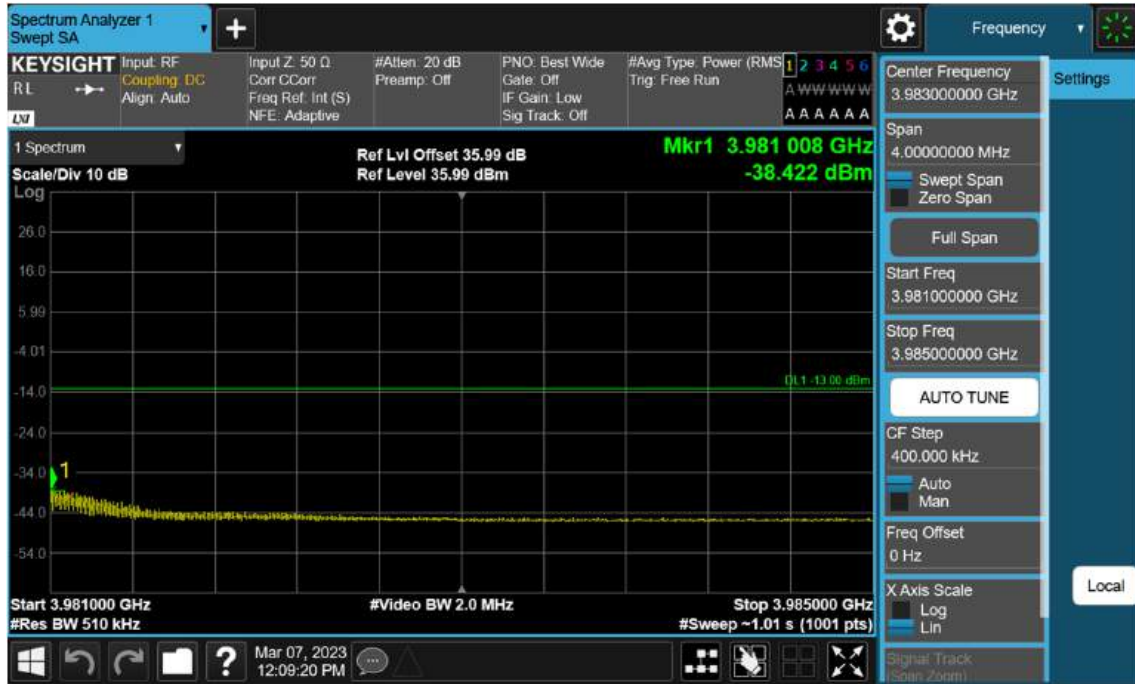 Spectrum Analyzer 1
Swept SA
Frequency
KEYSIGHT
R L
LXI
Input: RF
Coupling: DC
Align: Auto
Input Z: 50 Ω
Corr CCorr
Freq Ref: Int (S)
NFE: Adaptive
#Atten: 20 dB
Preamp: Off
PNO: Best Wide
Gate: Off
IF Gain: Low
Sig Track: Off
#Avg Type: Power (RMS
Trig: Free Run
1 2 3 4 5 6
A W W W W W
A A A A A A
1 Spectrum
Scale/Div 10 dB
Log
Ref Lvl Offset 35.99 dB
Ref Level 35.99 dBm
Mkr1 3.981 008 GHz
-38.422 dBm
26.0
16.0
5.99
-4.01
-14.0
-24.0
-34.0
-44.0
-54.0
DL1 -13.00 dBm
1
Start 3.981000 GHz
#Res BW 510 kHz
#Video BW 2.0 MHz
Stop 3.985000 GHz
#Sweep ~1.01 s (1001 pts)
Mar 07, 2023
12:09:20 PM
Center Frequency
3.983000000 GHz
Span
4.00000000 MHz
Swept Span
Zero Span
Full Span
Start Freq
3.981000000 GHz
Stop Freq
3.985000000 GHz
AUTO TUNE
CF Step
400.000 kHz
Auto
Man
Freq Offset
0 Hz
X Axis Scale
Log
Lin
Signal Track
(Span Zoom)
Settings
Local